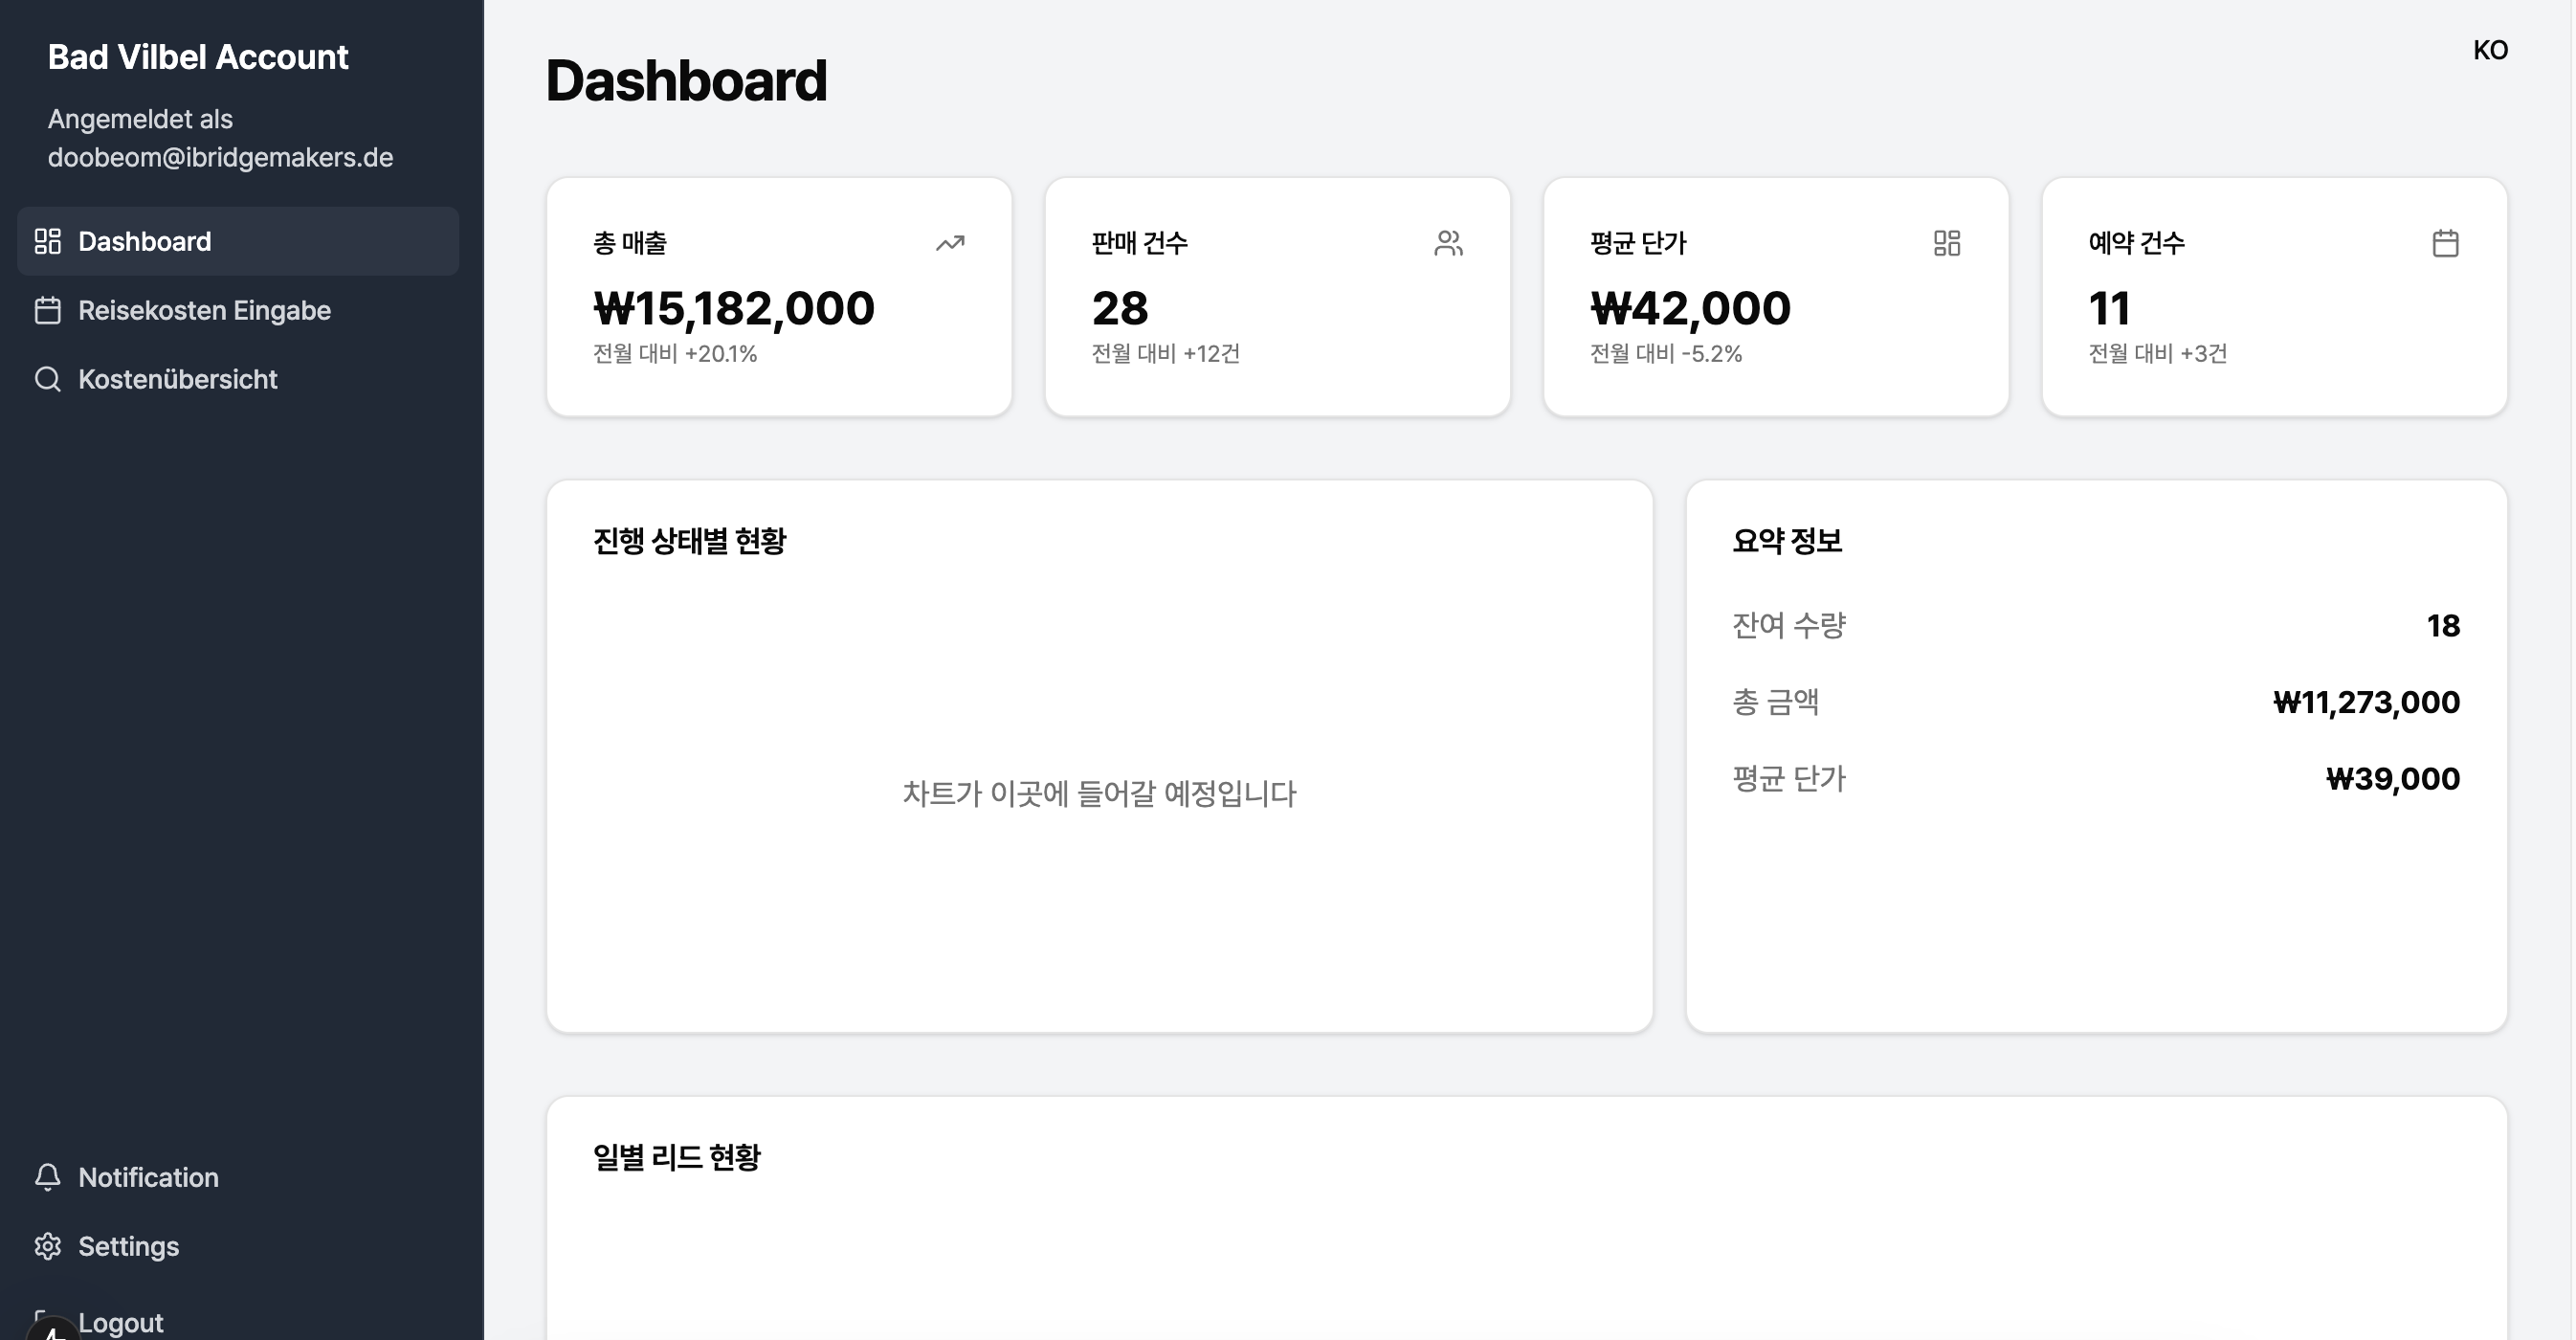 Bad Vilbel Account
Angemeldet als
doobeom@ibridgemakers.de
Dashboard
Reisekosten Eingabe
Kostenübersicht
Notification
Settings
Logout
KO
Dashboard
총 매출
₩15,182,000
전월 대비 +20.1%
판매 건수
28
전월 대비 +12건
평균 단가
₩42,000
전월 대비 -5.2%
예약 건수
11
전월 대비 +3건
진행 상태별 현황
차트가 이곳에 들어갈 예정입니다
요약 정보
잔여 수량
18
총 금액
₩11,273,000
평균 단가
₩39,000
일별 리드 현황